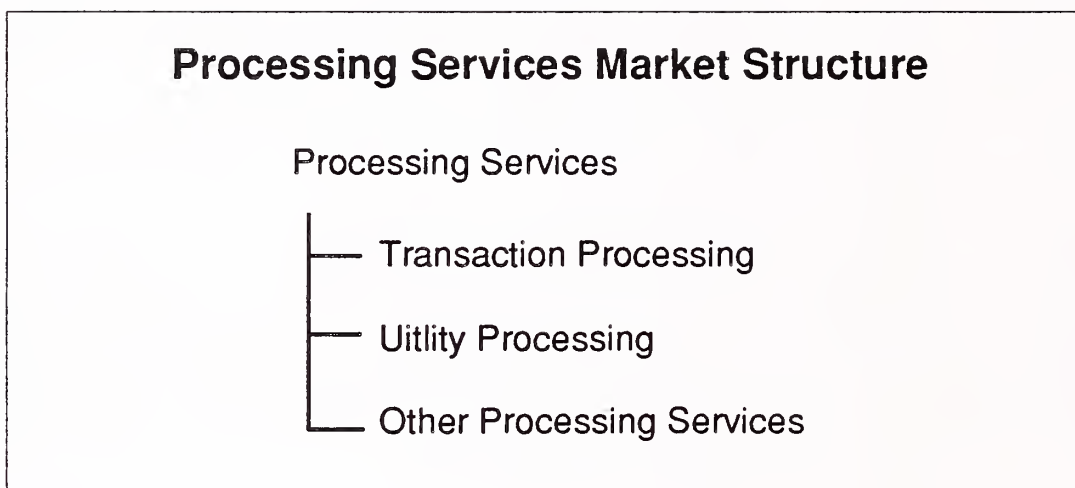 Processing Services Market Structure
Processing Services
Transaction Processing
Uitlity Processing
Other Processing Services